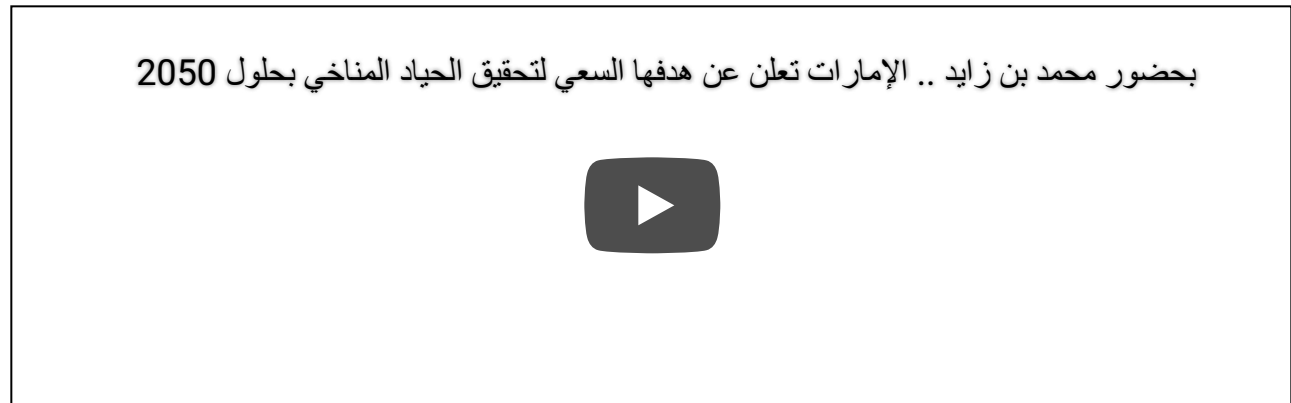 بحضور محمد بن زايد .. الإمارات تعلن عن هدفها السعي لتحقيق الحياد المناخي بحلول 2050